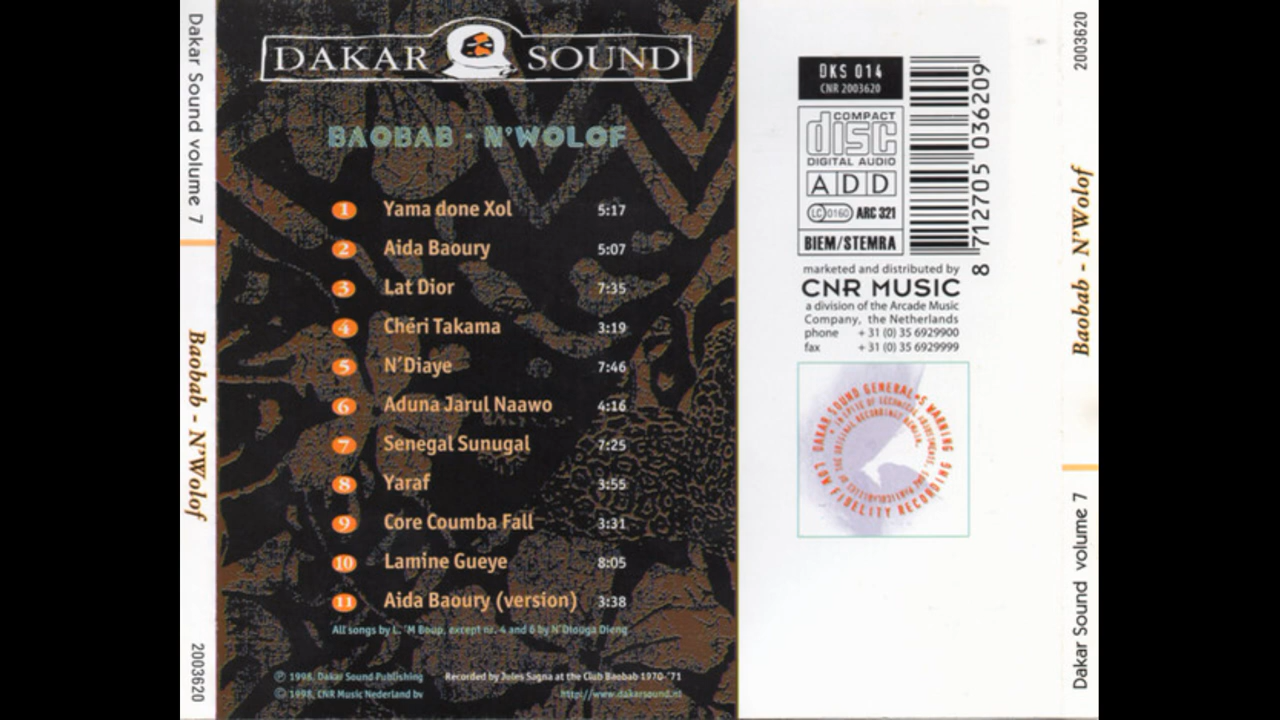 Dakar Sound volume 7
Baobab - N'Wolof
2003620
DAKAR SOUND
BAOBAB - N'WOLOF
1 Yama done Xol 5:17
2 Aida Baoury 5:07
3 Lat Dior 7:35
4 Chéri Takama 3:19
5 N'Diaye 7:46
6 Aduna Jarul Naawo 4:16
7 Senegal Sunugal 7:25
8 Yaraf 3:55
9 Core Coumba Fall 3:31
10 Lamine Gueye 8:05
11 Aida Baoury (version) 3:38
All songs by L. 'M Boup, except nr. 4 and 6 by N'Diouga Dieng
℗ 1998, Dakar Sound Publishing
Recorded by Jules Sagna at the Club Baobab 1970-'71
© 1998, CNR Music Nederland bv
http://www.dakarsound.nl
DKS 014
CNR 2003620
COMPACT
disc
DIGITAL AUDIO
ADD
LC 0160 ARC 321
BIEM/STEMRA
8 712705 036209
marketed and distributed by
CNR MUSIC
a division of the Arcade Music
Company, the Netherlands
phone + 31 (0) 35 6929900
fax + 31 (0) 35 6929999
DAKAR SOUND GENERAL'S WARNING
LOW FIDELITY RECORDING
2003620
Baobab - N'Wolof
Dakar Sound volume 7